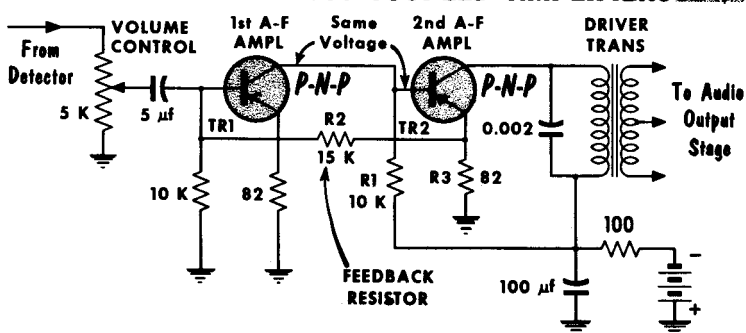 From
Detector
VOLUME
CONTROL
5 K
5 µf
1st A-F
AMPL
Same
Voltage
2nd A-F
AMPL
DRIVER
TRANS
P-N-P
P-N-P
TR1
R2
15 K
TR2
0.002
To Audio
Output
Stage
10 K
82
R1
10 K
R3
82
FEEDBACK
RESISTOR
100
100 µf
-
+